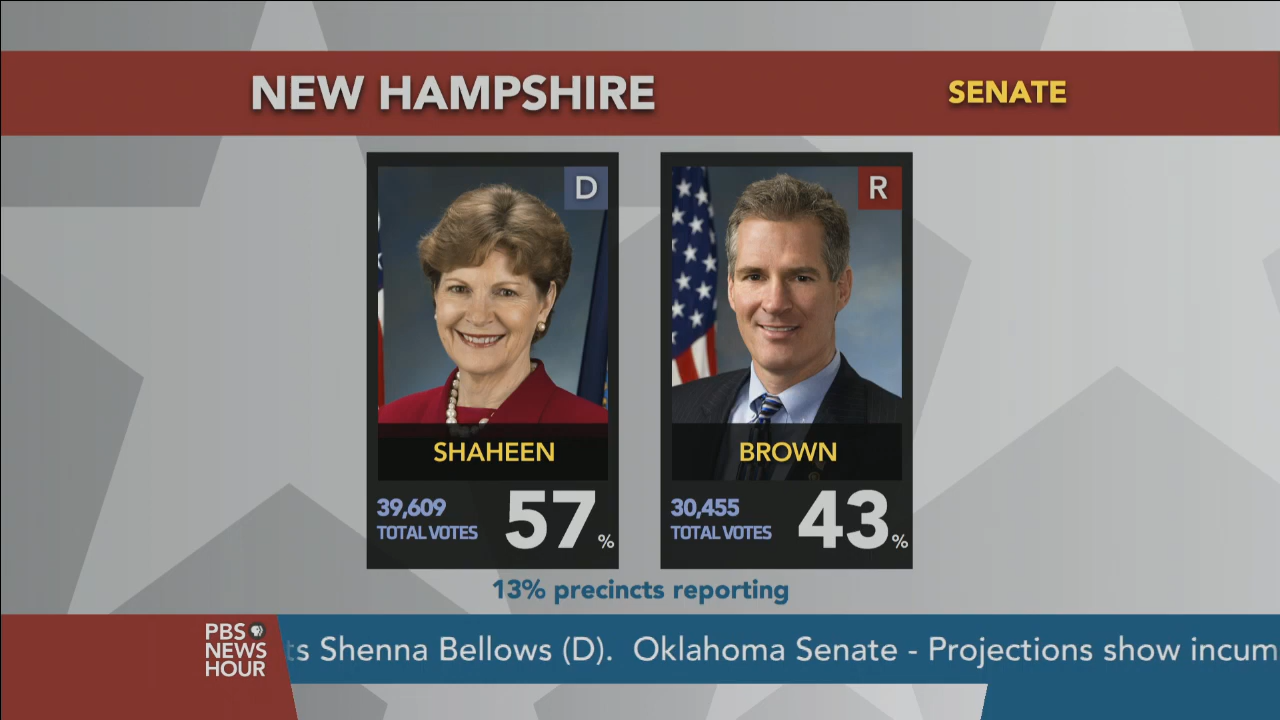 NEW HAMPSHIRE
SENATE
D
R
SHAHEEN
BROWN
39,609
TOTAL VOTES
57%
30,455
TOTAL VOTES
43%
13% precincts reporting
PBS
NEWS
HOUR
ts Shenna Bellows (D). Oklahoma Senate - Projections show incum